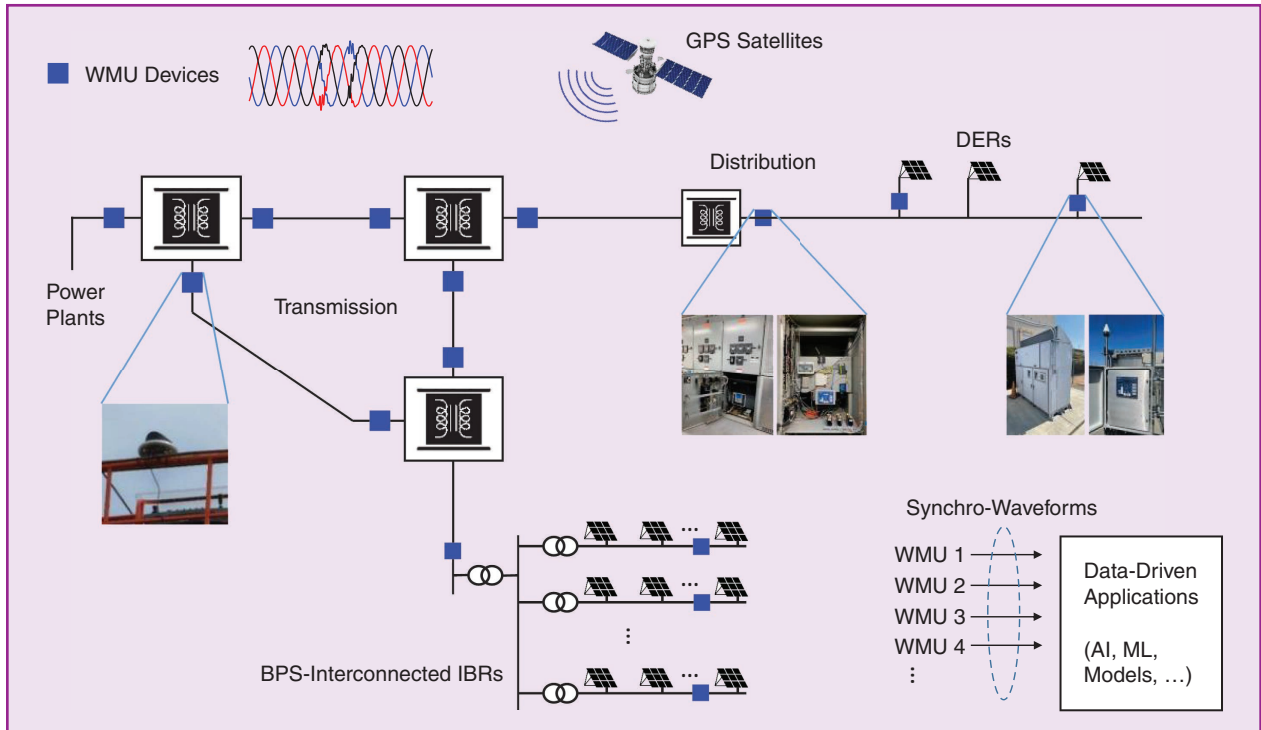 WMU Devices
GPS Satellites
Distribution
DERs
Power
Plants
Transmission
BPS-Interconnected IBRs
...
...
...
...
Synchro-Waveforms
WMU 1
WMU 2
WMU 3
WMU 4
...
Data-Driven
Applications
(AI, ML,
Models, ...)